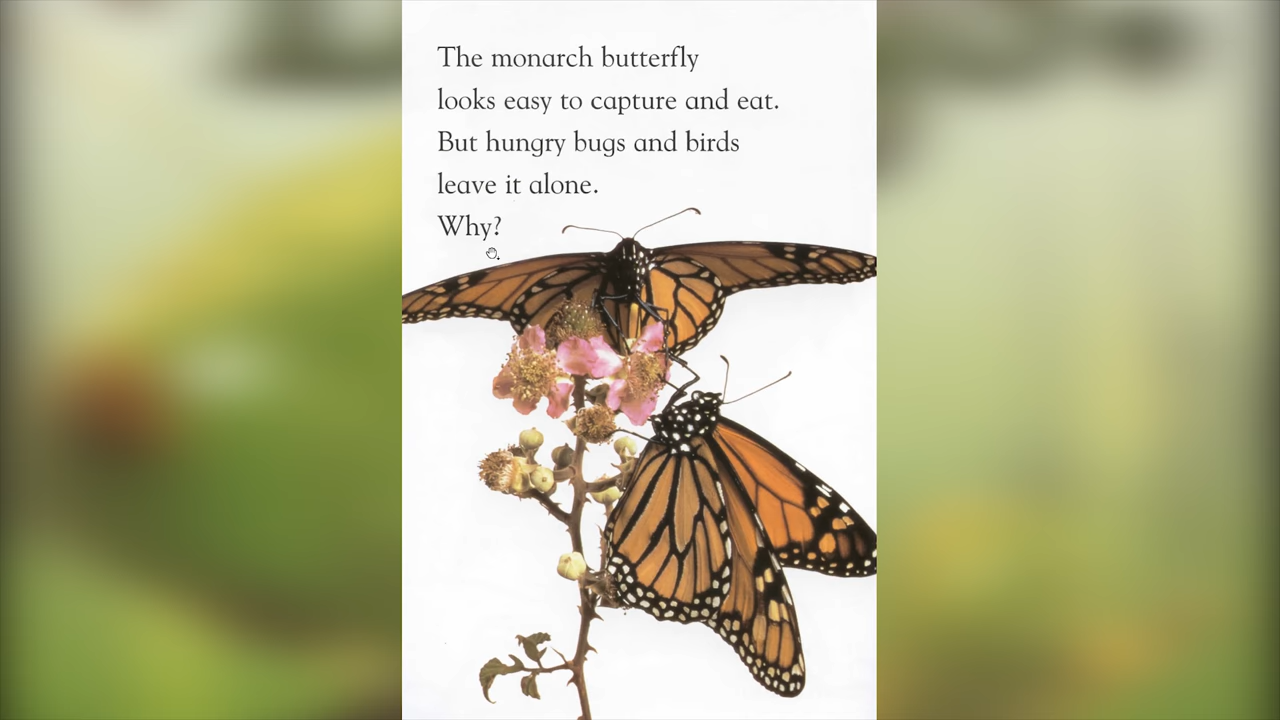 The monarch butterfly
looks easy to capture and eat.
But hungry bugs and birds
leave it alone.
Why?